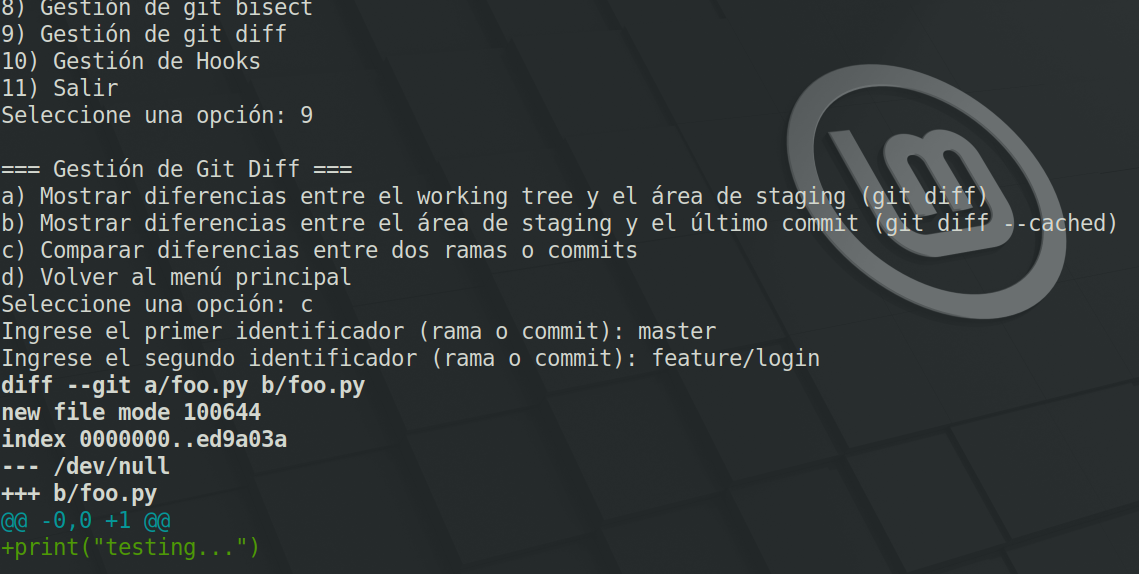 8) Gestión de git bisect
9) Gestión de git diff
10) Gestión de Hooks
11) Salir
Seleccione una opción: 9
=== Gestión de Git Diff ===
a) Mostrar diferencias entre el working tree y el área de staging (git diff)
b) Mostrar diferencias entre el área de staging y el último commit (git diff --cached)
c) Comparar diferencias entre dos ramas o commits
d) Volver al menú principal
Seleccione una opción: c
Ingrese el primer identificador (rama o commit): master
Ingrese el segundo identificador (rama o commit): feature/login
diff --git a/foo.py b/foo.py
new file mode 100644
index 0000000..ed9a03a
--- /dev/null
+++ b/foo.py
@@ -0,0 +1 @@
+print("testing...")